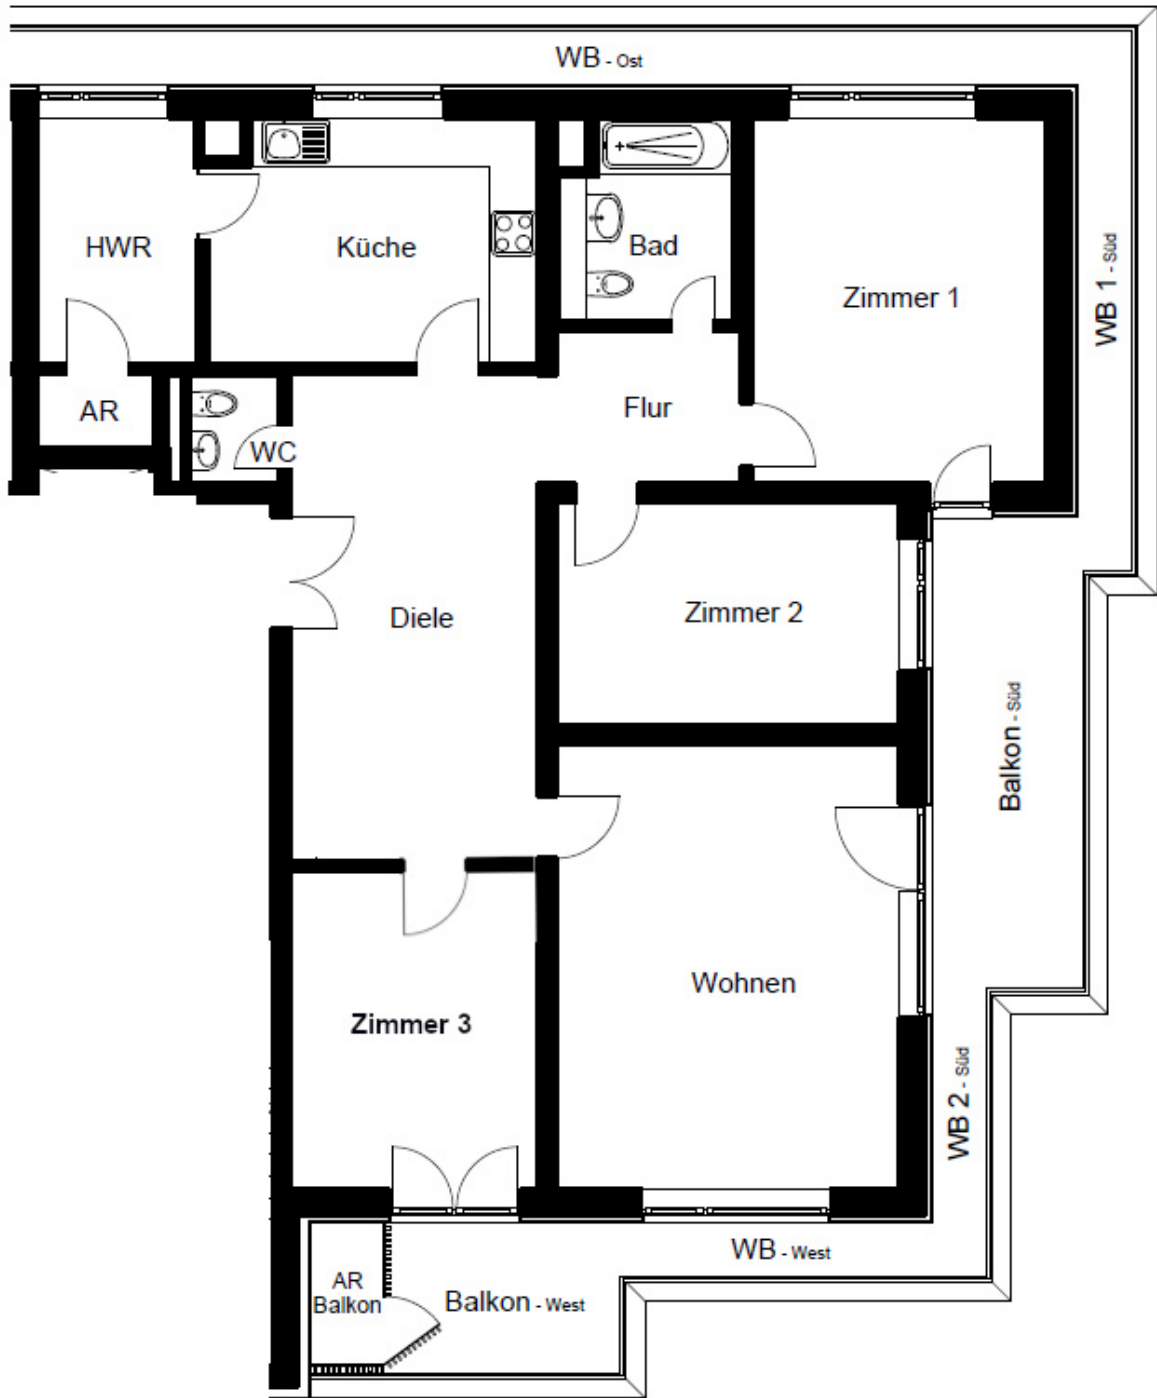 WB - Ost
HWR
Küche
Bad
Zimmer 1
WB 1 - Süd
AR
WC
Flur
Diele
Zimmer 2
Balkon - Süd
Wohnen
Zimmer 3
WB 2 - Süd
WB - West
AR
Balkon
Balkon - West